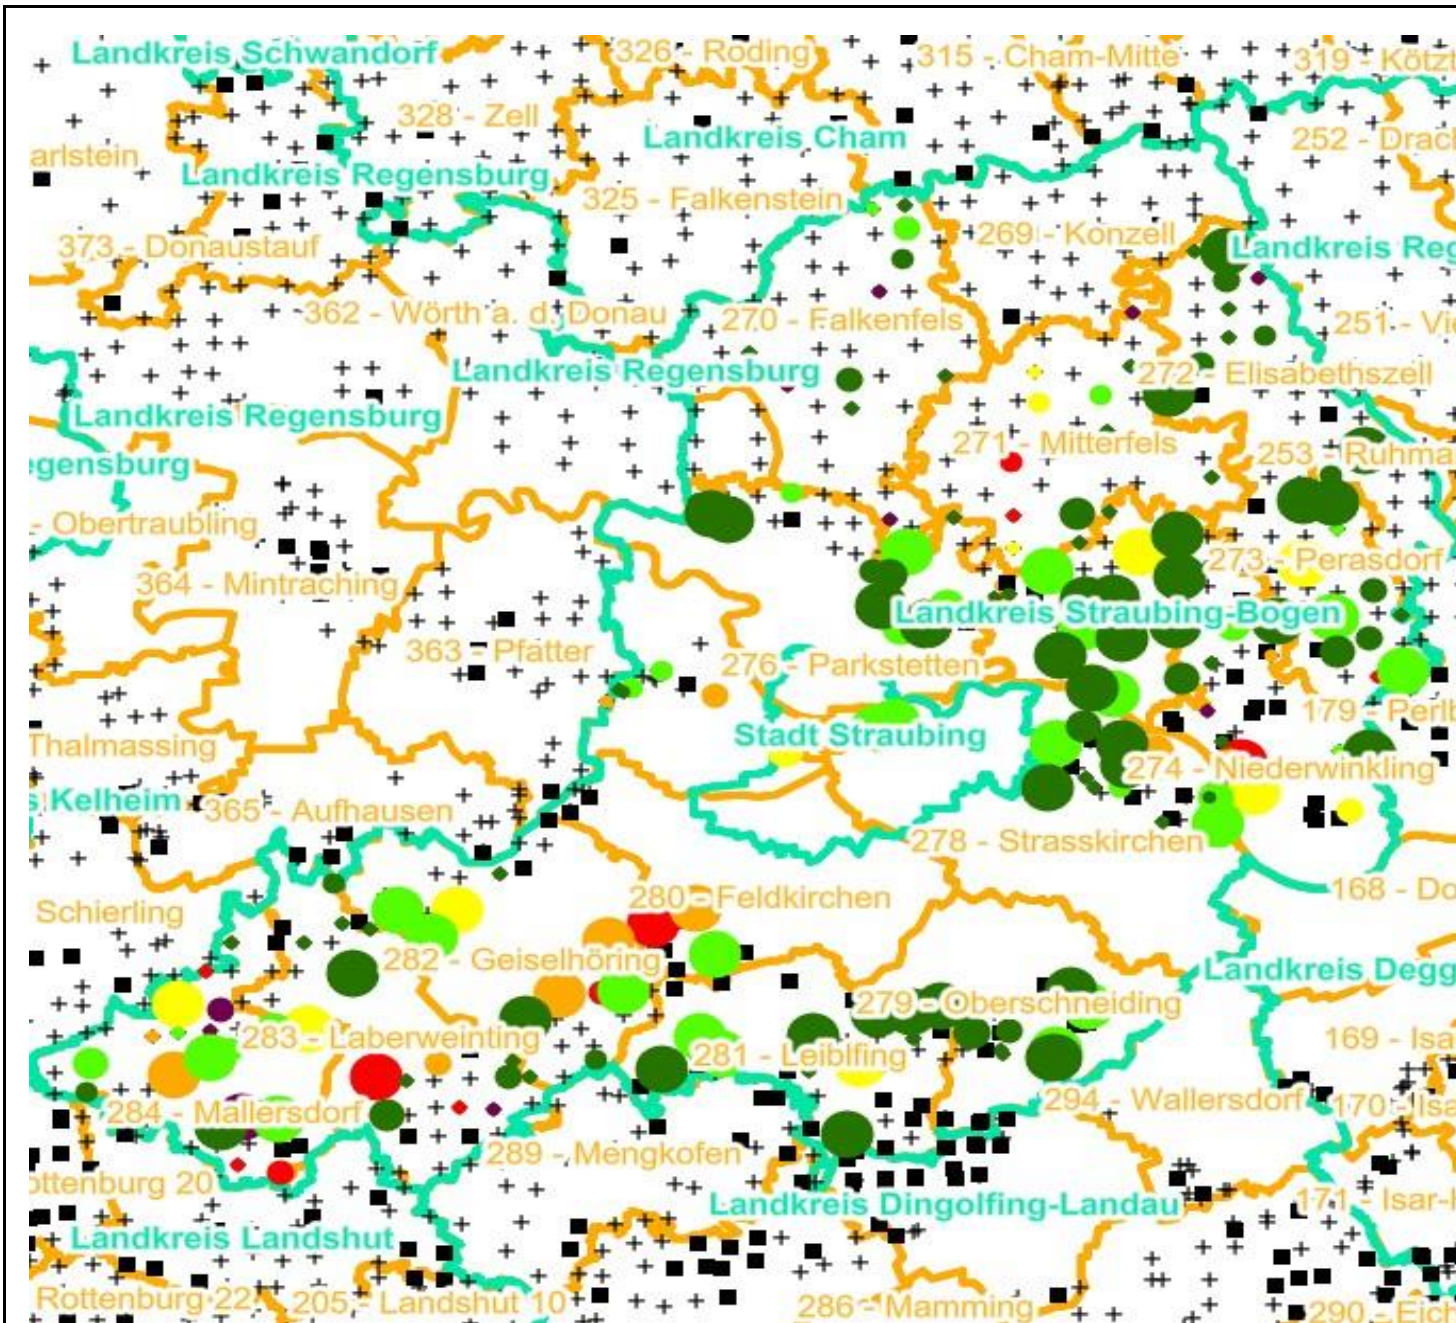 Landkreis Schwandorf
326 - Roding
315 - Cham-Mitte
319 - Kötzt
328 - Zell
Landkreis Cham
252 - Drac
arlstein
Landkreis Regensburg
325 - Falkenstein
373 - Donaustauf
269 - Konzell
Landkreis Reg
362 - Wörth a. d. Donau
270 - Falkenfels
251 - Vi
Landkreis Regensburg
272 - Elisabethszell
Landkreis Regensburg
271 - Mitterfels
253 - Ruhma
egensburg
- Obertraubling
364 - Mintraching
273 - Perasdorf
Landkreis Straubing-Bogen
363 - Pfatter
276 - Parkstetten
179 - Perl
Thalmassing
Stadt Straubing
274 - Niederwinkling
s Kelheim
365 - Aufhausen
278 - Strasskirchen
280 - Feldkirchen
168 - Do
Schierling
282 - Geiselhöring
Landkreis Degg
279 - Oberschneiding
283 - Laberweinting
281 - Leiblfing
169 - Isa
284 - Mallersdorf
294 - Wallersdorf
170 - Isa
289 - Mengkofen
ottenburg 20
Landkreis Dingolfing-Landau
171 - Isar-
Landkreis Landshut
Rottenburg 22
205 - Landshut 10
286 - Mamming
290 - Eich